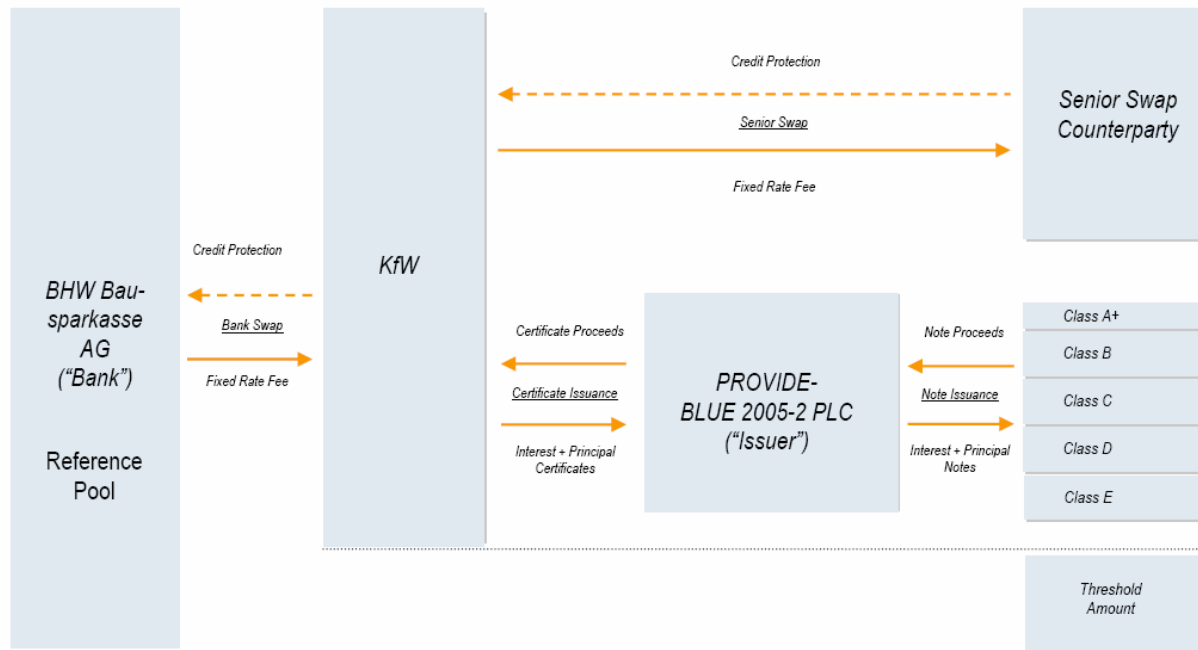 BHW Bau-
sparkasse
AG
(“Bank”)
Reference
Pool
Credit Protection
Bank Swap
Fixed Rate Fee
KfW
Credit Protection
Senior Swap
Fixed Rate Fee
Senior Swap
Counterparty
Certificate Proceeds
Certificate Issuance
Interest + Principal
Certificates
PROVIDE-
BLUE 2005-2 PLC
(“Issuer”)
Note Proceeds
Note Issuance
Interest + Principal
Notes
Class A+
Class B
Class C
Class D
Class E
Threshold
Amount